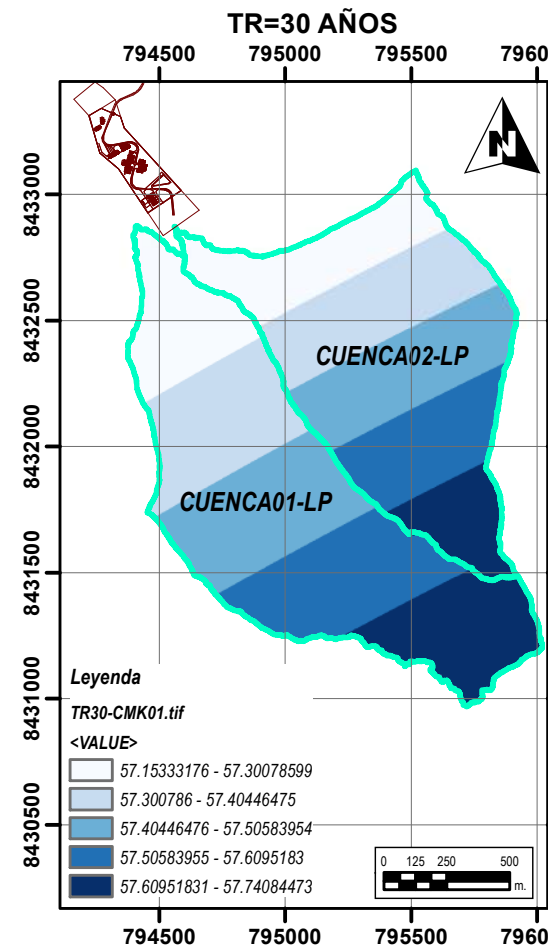 TR=30 AÑOS
794500 795000 795500 7960
N
8433000
8432500
8432000
8431500
8431000
8430500
CUENCA02-LP
CUENCA01-LP
Leyenda
TR30-CMK01.tif
<VALUE>
57.15333176 - 57.30078599
57.300786 - 57.40446475
57.40446476 - 57.50583954
57.50583955 - 57.6095183
57.60951831 - 57.74084473
0 125 250 500
m.
794500 795000 795500 7960